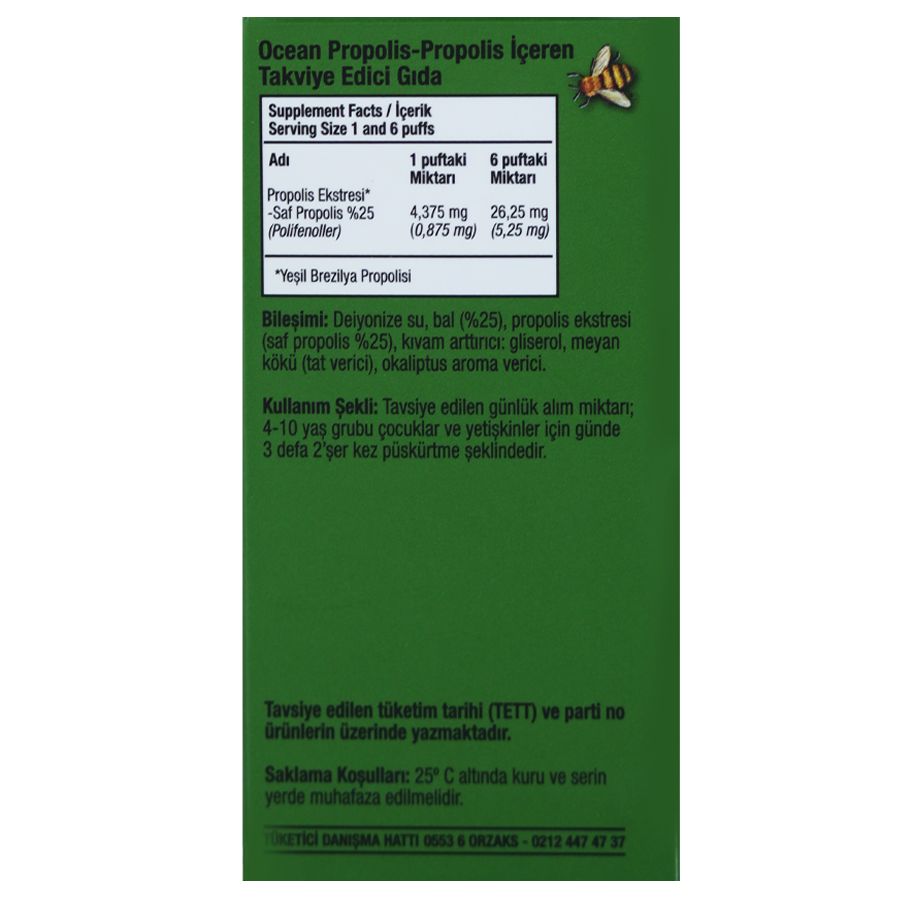 Ocean Propolis-Propolis İçeren
Takviye Edici Gıda
Supplement Facts / İçerik
Serving Size 1 and 6 puffs
Adı 1 puftaki Miktarı 6 puftaki Miktarı
Propolis Ekstresi*
-Saf Propolis %25 4,375 mg 26,25 mg
(Polifenoller) (0,875 mg) (5,25 mg)
*Yeşil Brezilya Propolisi
Bileşimi: Deiyonize su, bal (%25), propolis ekstresi
(saf propolis %25), kıvam arttırıcı: gliserol, meyan
kökü (tat verici), okaliptus aroma verici.
Kullanım Şekli: Tavsiye edilen günlük alım miktarı;
4-10 yaş grubu çocuklar ve yetişkinler için günde
3 defa 2'şer kez püskürtme şeklindedir.
Tavsiye edilen tüketim tarihi (TETT) ve parti no
ürünlerin üzerinde yazmaktadır.
Saklama Koşulları: 25º C altında kuru ve serin
yerde muhafaza edilmelidir.
TÜKETİCİ DANIŞMA HATTI 0553 6 ORZAKS - 0212 447 47 37